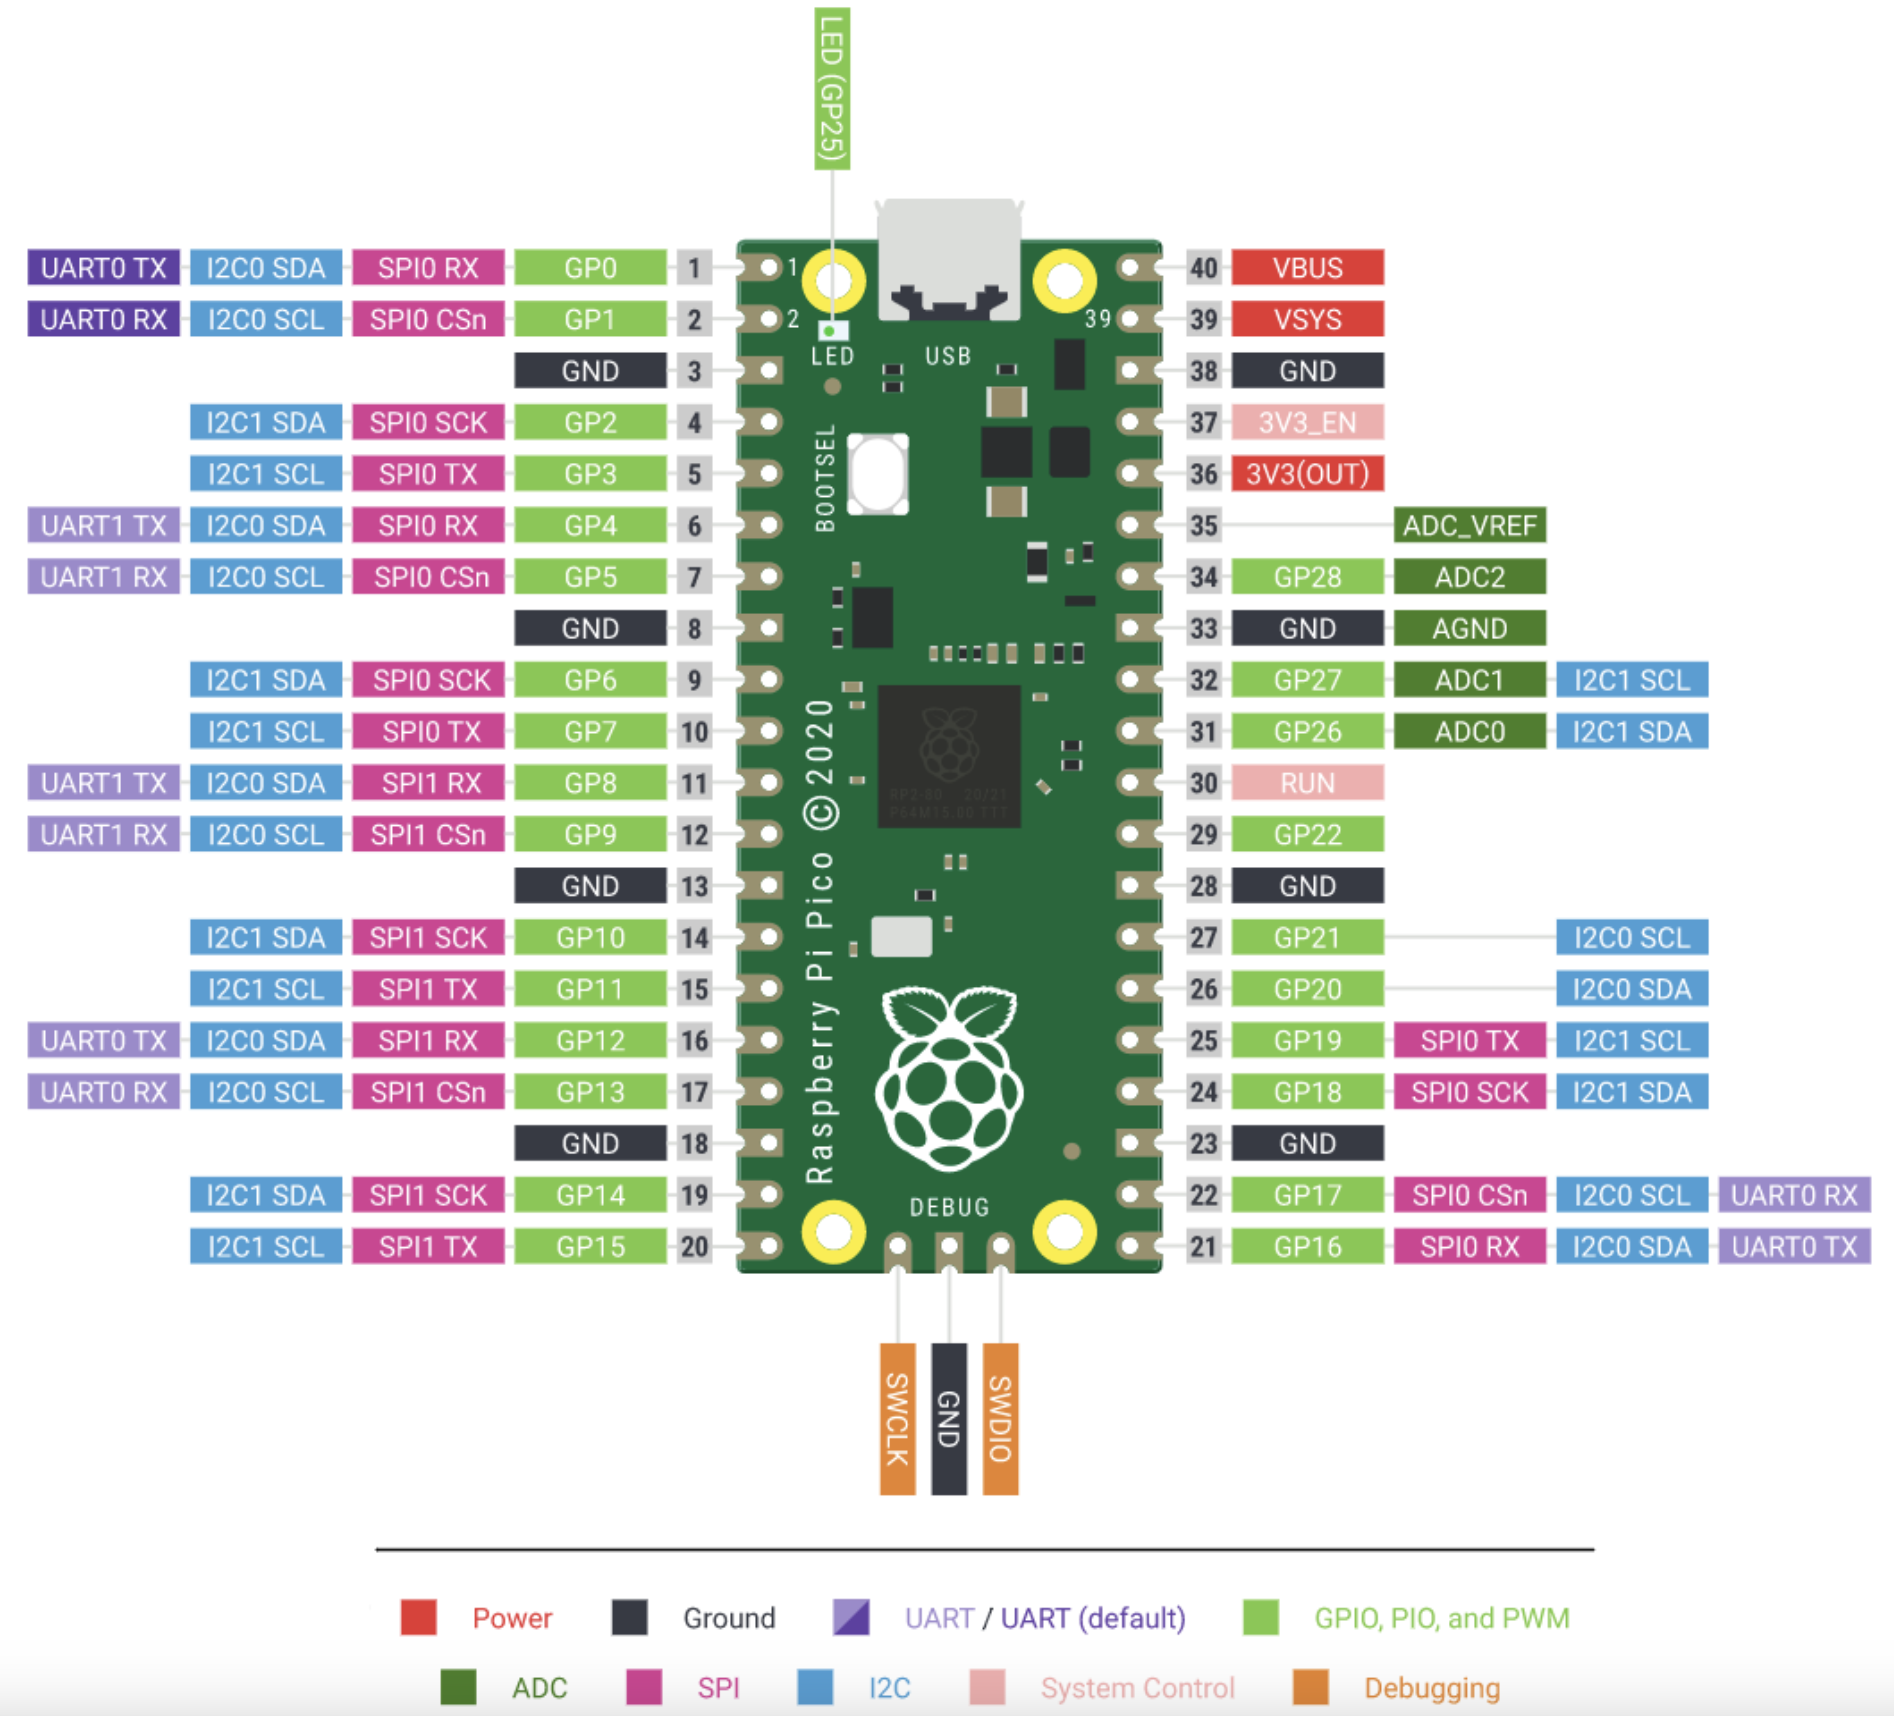 LED (GP25)
UART0 TX I2C0 SDA SPI0 RX GP0 1 1 40 VBUS
UART0 RX I2C0 SCL SPI0 CSn GP1 2 2 39 39 VSYS
LED USB
GND 3 38 GND
I2C1 SDA SPI0 SCK GP2 4 37 3V3_EN
I2C1 SCL SPI0 TX GP3 5 BOOTSEL 36 3V3(OUT)
UART1 TX I2C0 SDA SPI0 RX GP4 6 35 ADC_VREF
UART1 RX I2C0 SCL SPI0 CSn GP5 7 34 GP28 ADC2
GND 8 33 GND AGND
I2C1 SDA SPI0 SCK GP6 9 32 GP27 ADC1 I2C1 SCL
I2C1 SCL SPI0 TX GP7 10 31 GP26 ADC0 I2C1 SDA
UART1 TX I2C0 SDA SPI1 RX GP8 11 30 RUN
RP2-B0 20/21
P64M15.00 TTT
UART1 RX I2C0 SCL SPI1 CSn GP9 12 29 GP22
GND 13 28 GND
Raspberry Pi Pico ©2020
I2C1 SDA SPI1 SCK GP10 14 27 GP21 I2C0 SCL
I2C1 SCL SPI1 TX GP11 15 26 GP20 I2C0 SDA
UART0 TX I2C0 SDA SPI1 RX GP12 16 25 GP19 SPI0 TX I2C1 SCL
UART0 RX I2C0 SCL SPI1 CSn GP13 17 24 GP18 SPI0 SCK I2C1 SDA
GND 18 23 GND
I2C1 SDA SPI1 SCK GP14 19 22 GP17 SPI0 CSn I2C0 SCL UART0 RX
DEBUG
I2C1 SCL SPI1 TX GP15 20 21 GP16 SPI0 RX I2C0 SDA UART0 TX
SWCLK GND SWDIO
Power Ground UART / UART (default) GPIO, PIO, and PWM
ADC SPI I2C System Control Debugging